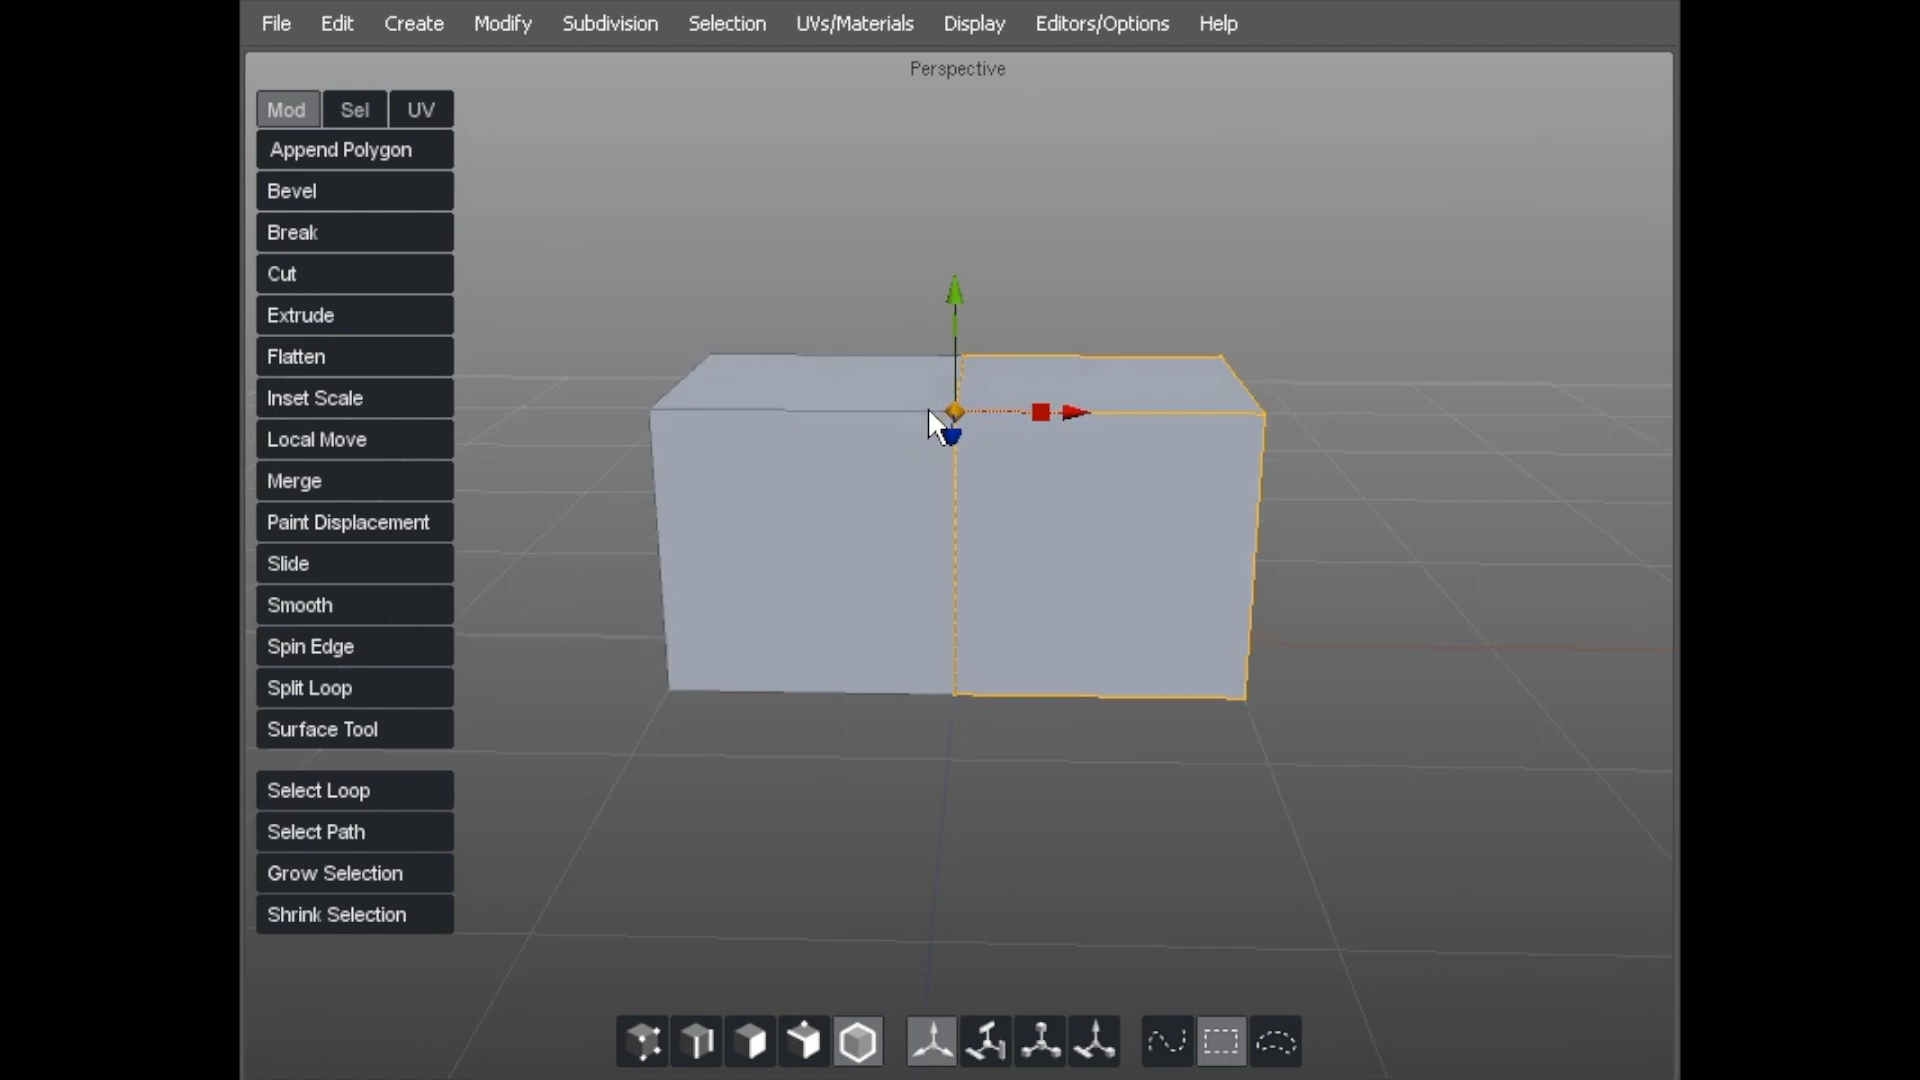 File Edit Create Modify Subdivision Selection UVs/Materials Display Editors/Options Help
Perspective
Mod Sel UV
Append Polygon
Bevel
Break
Cut
Extrude
Flatten
Inset Scale
Local Move
Merge
Paint Displacement
Slide
Smooth
Spin Edge
Split Loop
Surface Tool
Select Loop
Select Path
Grow Selection
Shrink Selection